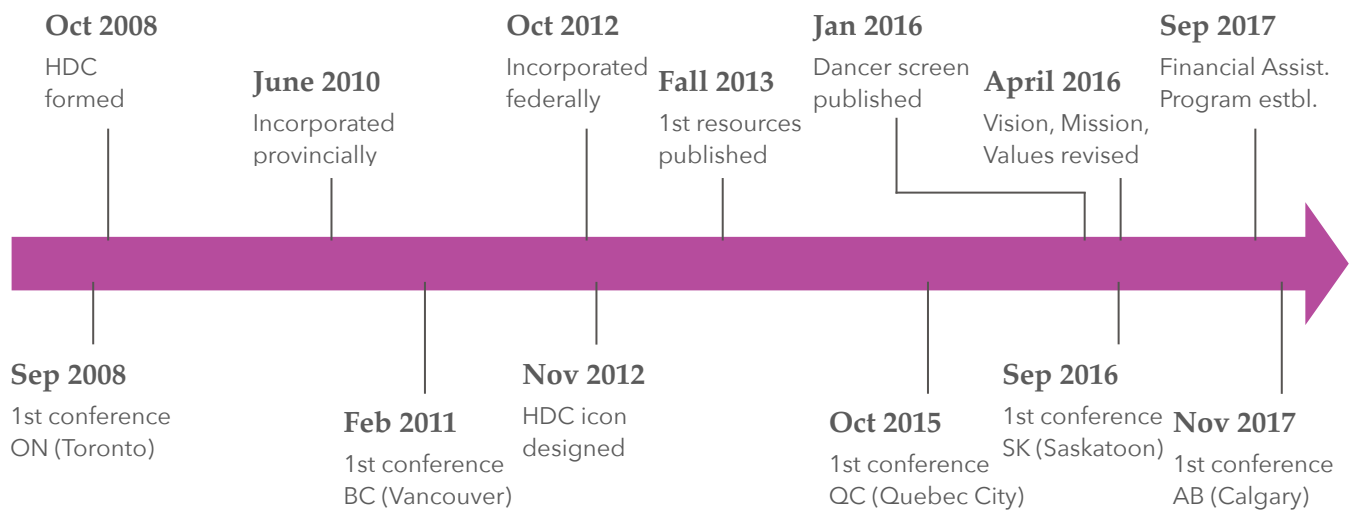 Oct 2008
HDC
formed
June 2010
Incorporated
provincially
Oct 2012
Incorporated
federally
Fall 2013
1st resources
published
Jan 2016
Dancer screen
published
April 2016
Vision, Mission,
Values revised
Sep 2017
Financial Assist.
Program estbl.
Sep 2008
1st conference
ON (Toronto)
Feb 2011
1st conference
BC (Vancouver)
Nov 2012
HDC icon
designed
Oct 2015
1st conference
QC (Quebec City)
Sep 2016
1st conference
SK (Saskatoon)
Nov 2017
1st conference
AB (Calgary)